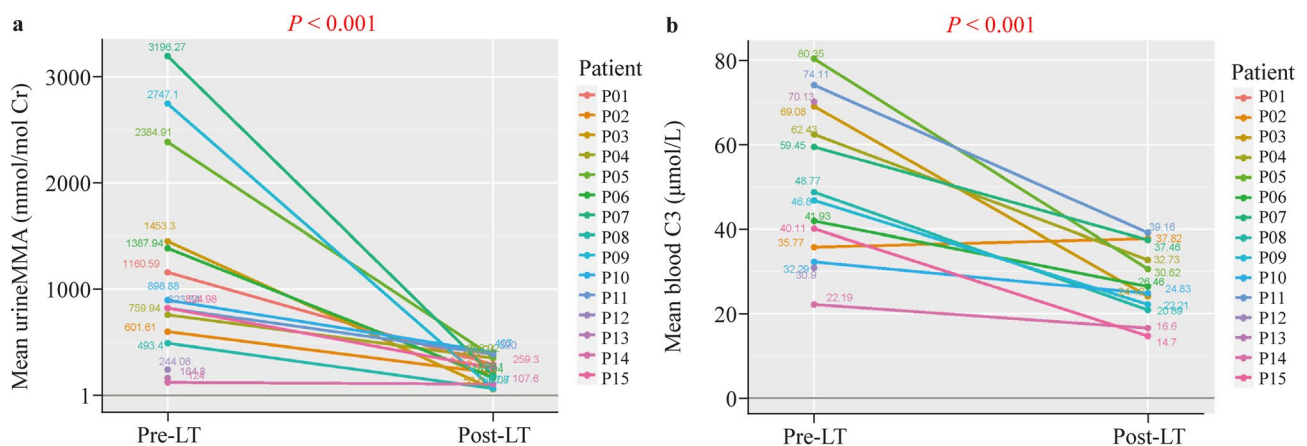 a
P < 0.001
Mean urineMMA (mmol/mol Cr)
3000
2000
1000
1
3196.27
2747.1
2384.91
1453.3
1387.94
1160.59
898.88
759.94
601.61
493.4
244.08
124
259.3
107.6
Pre-LT
Post-LT
Patient
P01
P02
P03
P04
P05
P06
P07
P08
P09
P10
P11
P12
P13
P14
P15
b
P < 0.001
Mean blood C3 (μmol/L)
80
60
40
20
0
80.35
74.11
70.13
69.08
62.43
59.45
48.77
46.8
41.93
40.11
35.77
32.29
30.9
22.19
39.16
37.82
37.46
32.73
30.62
26.46
24.83
22.21
20.89
16.6
14.7
Pre-LT
Post-LT
Patient
P01
P02
P03
P04
P05
P06
P07
P08
P09
P10
P11
P12
P13
P14
P15